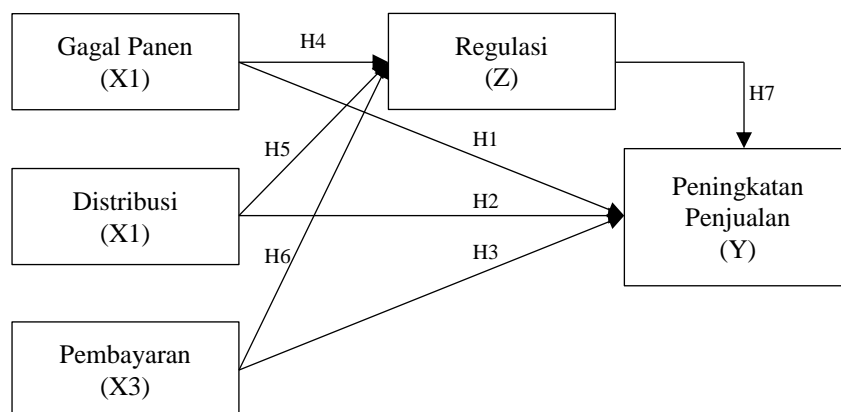 Gagal Panen
(X1)
H4
Regulasi
(Z)
H7
H5
H1
Distribusi
(X1)
H2
Peningkatan
Penjualan
(Y)
H6
H3
Pembayaran
(X3)